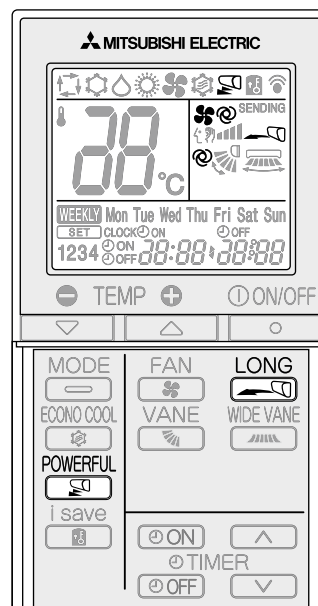 MITSUBISHI ELECTRIC
SENDING
88
°C
WEEKLY Mon Tue Wed Thu Fri Sat Sun
SET CLOCK ON OFF
1234 ON OFF 88:88 88:88
TEMP ON/OFF
MODE FAN LONG
ECONO COOL VANE WIDE VANE
POWERFUL
i save
ON
TIMER
OFF